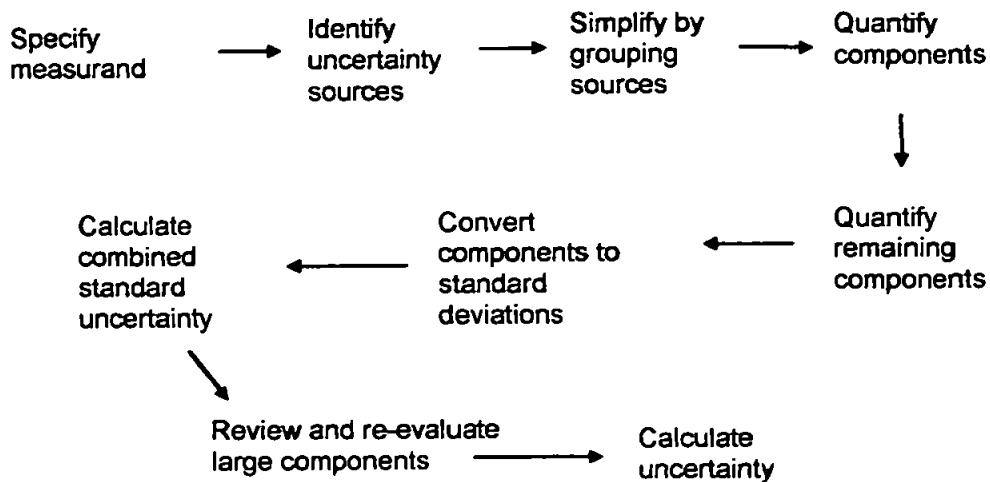 Specify
measurand
Identify
uncertainty
sources
Simplify by
grouping
sources
Quantify
components
Quantify
remaining
components
Convert
components to
standard
deviations
Calculate
combined
standard
uncertainty
Review and re-evaluate
large components
Calculate
uncertainty